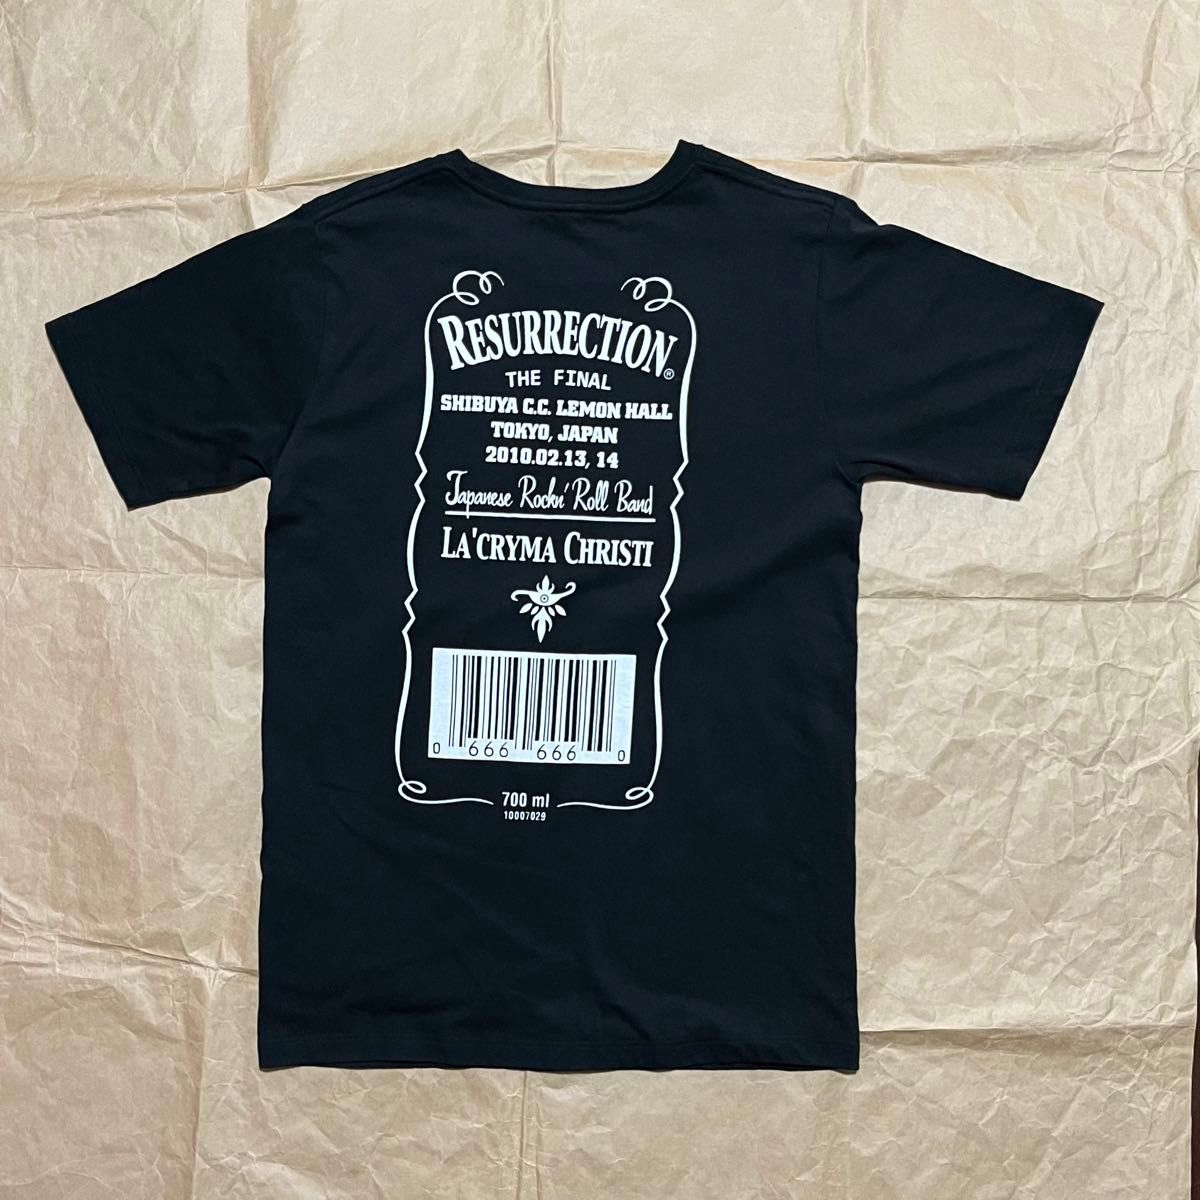 RESURRECTION®
THE FINAL
SHIBUYA C.C. LEMON HALL
TOKYO, JAPAN
2010.02.13, 14
Japanese Rockn' Roll Band
LA'CRYMA CHRISTI
0 666 666 0
700 ml
10007029